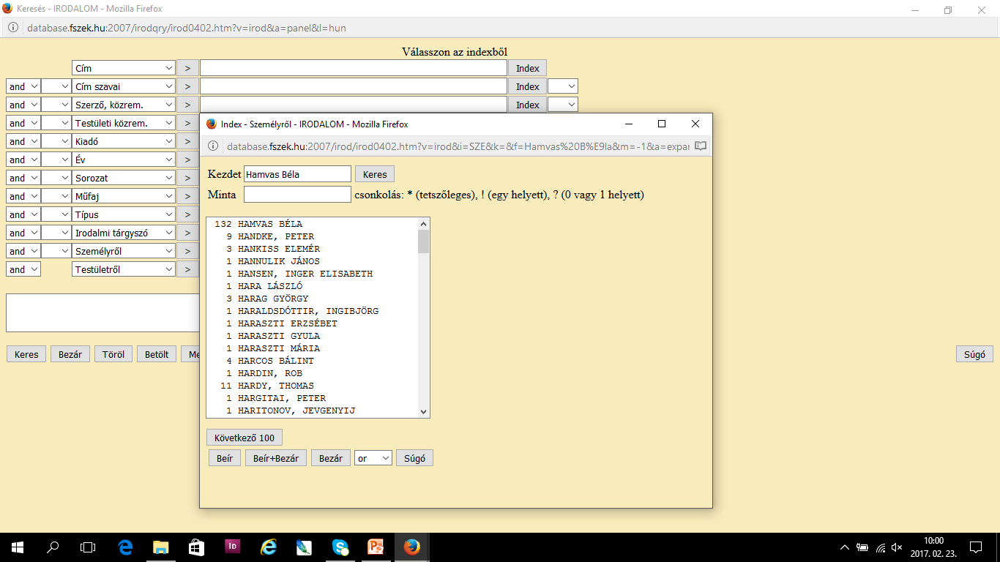 Keresés - IRODALOM - Mozilla Firefox
database.fszek.hu:2007/irodqry/irod0402.htm?v=irod&a=panel&l=hun
Válasszon az indexből
Cím > Index
and Cím szavai > Index
and Szerző, közrem. > Index
and Testületi közrem. >
and Kiadó >
and Év >
and Sorozat >
and Műfaj >
and Típus >
and Irodalmi tárgyszó >
and Személyről >
and Testületről >
Keres Bezár Töröl Betölt Me
Súgó
Index - Személyről - IRODALOM - Mozilla Firefox
database.fszek.hu:2007/irod/irod0402.htm?v=irod&i=SZE&k=&f=Hamvas%20B%E9la&m=-1&a=expan
Kezdet Hamvas Béla Keres
Minta csonkolás: * (tetszőleges), ! (egy helyett), ? (0 vagy 1 helyett)
132 HAMVAS BÉLA
9 HANDKE, PETER
3 HANKISS ELEMÉR
1 HANNULIK JÁNOS
1 HANSEN, INGER ELISABETH
1 HARA LÁSZLÓ
3 HARAG GYÖRGY
1 HARALDSDÓTTIR, INGIBJÖRG
1 HARASZTI ERZSÉBET
1 HARASZTI GYULA
1 HARASZTI MÁRIA
4 HARCOS BÁLINT
1 HARDIN, ROB
11 HARDY, THOMAS
1 HARGITAI, PETER
1 HARITONOV, JEVGENYIJ
Következő 100
Beír Beír+Bezár Bezár or Súgó
10:00
2017. 02. 23.